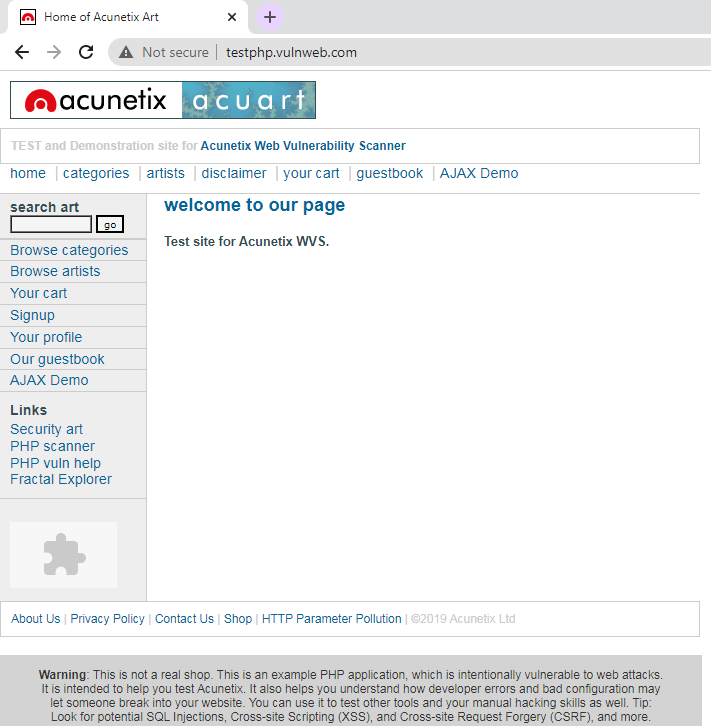 Home of Acunetix Art
Not secure | testphp.vulnweb.com
acunetix acuart
TEST and Demonstration site for Acunetix Web Vulnerability Scanner
home | categories | artists | disclaimer | your cart | guestbook | AJAX Demo
search art
go
Browse categories
Browse artists
Your cart
Signup
Your profile
Our guestbook
AJAX Demo
Links
Security art
PHP scanner
PHP vuln help
Fractal Explorer
welcome to our page
Test site for Acunetix WVS.
About Us | Privacy Policy | Contact Us | Shop | HTTP Parameter Pollution | ©2019 Acunetix Ltd
Warning: This is not a real shop. This is an example PHP application, which is intentionally vulnerable to web attacks.
It is intended to help you test Acunetix. It also helps you understand how developer errors and bad configuration may
let someone break into your website. You can use it to test other tools and your manual hacking skills as well. Tip:
Look for potential SQL Injections, Cross-site Scripting (XSS), and Cross-site Request Forgery (CSRF), and more.